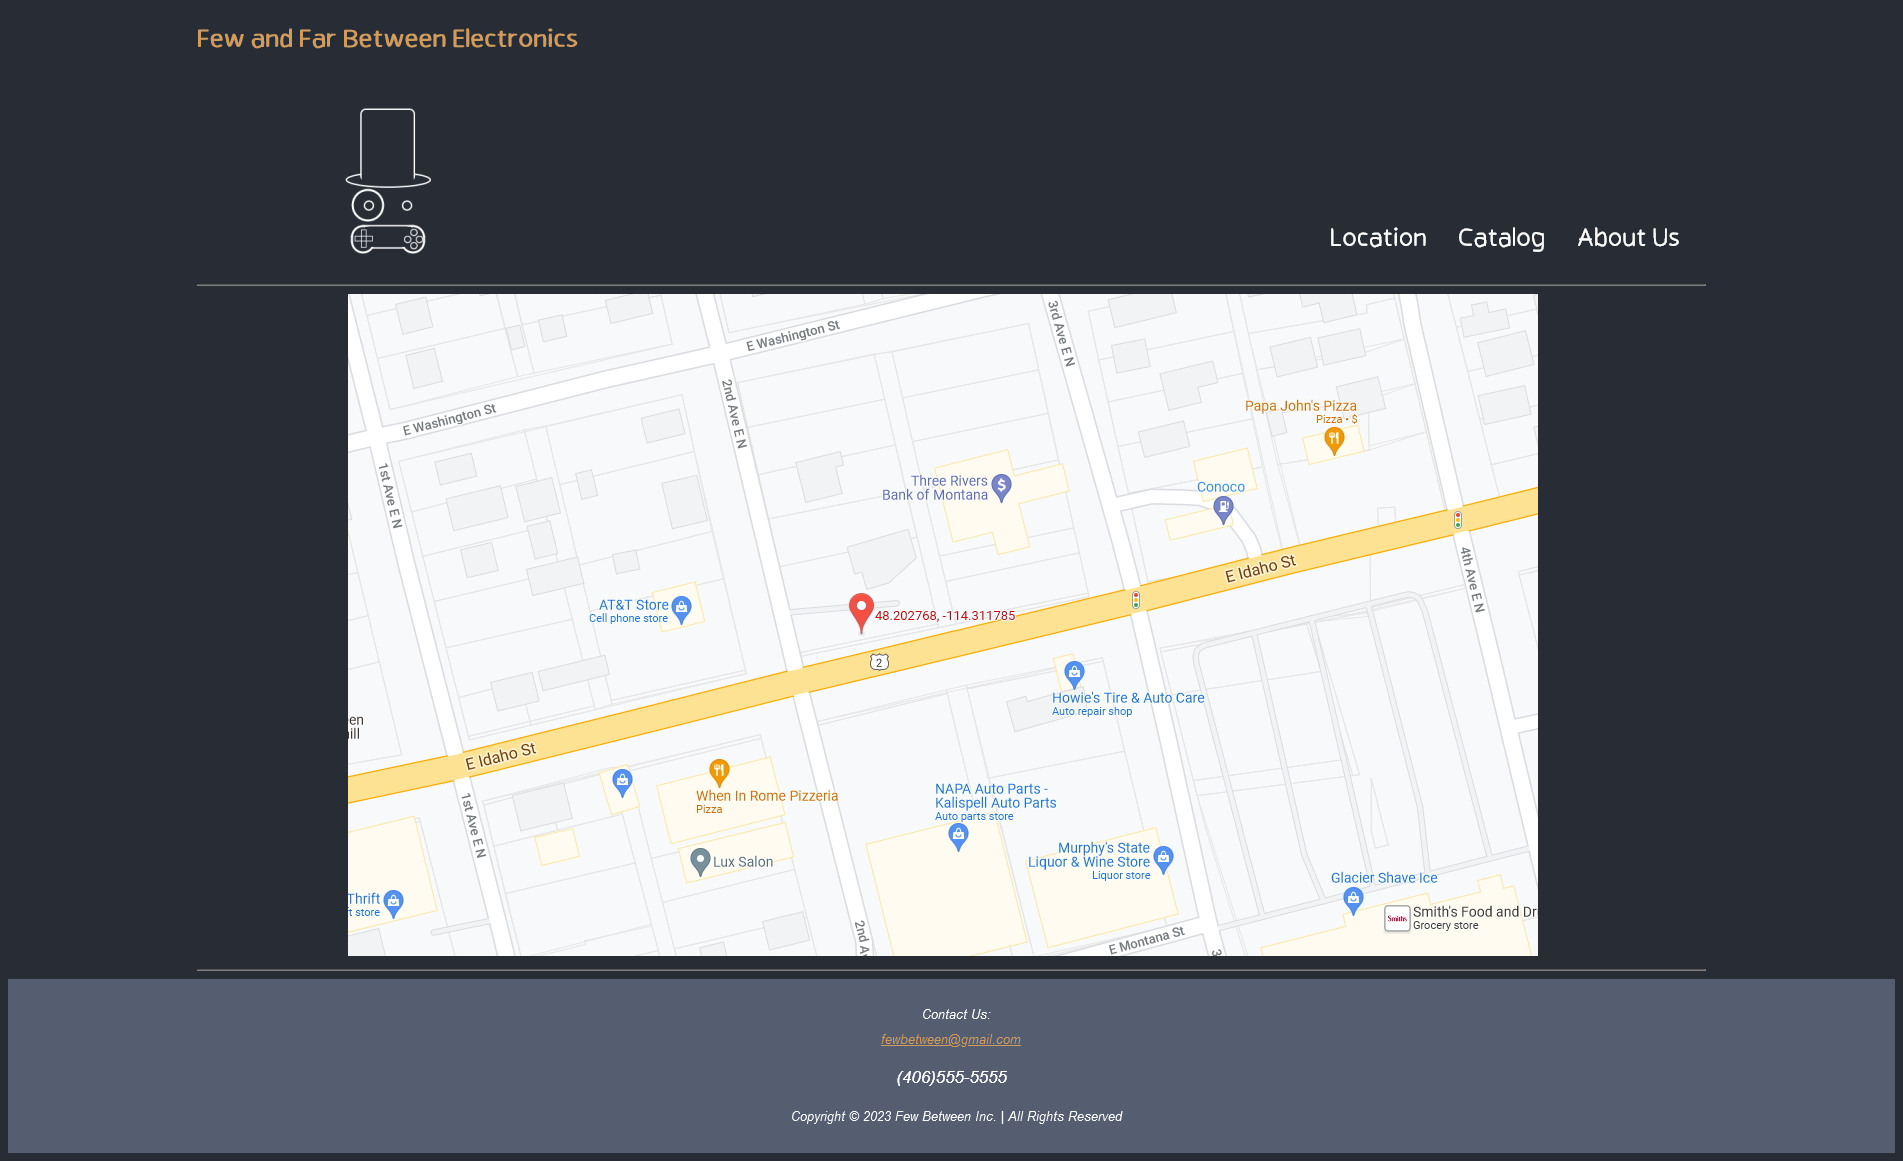 Few and Far Between Electronics
Location Catalog About Us
E Washington St
3rd Ave E N
E Washington St
2nd Ave E N
Papa John's Pizza
Pizza • $
1st Ave E N
Three Rivers
Bank of Montana
Conoco
E Idaho St
4th Ave E N
AT&T Store
Cell phone store
48.202768, -114.311785
2
Howie's Tire & Auto Care
Auto repair shop
een
ill
E Idaho St
When In Rome Pizzeria
Pizza
NAPA Auto Parts -
Kalispell Auto Parts
Auto parts store
1st Ave E N
Lux Salon
Murphy's State
Liquor & Wine Store
Liquor store
Glacier Shave Ice
Thrift
t store
Smith's
Smith's Food and Dr
Grocery store
2nd Av
E Montana St
3
Contact Us:
fewbetween@gmail.com
(406)555-5555
Copyright © 2023 Few Between Inc. | All Rights Reserved